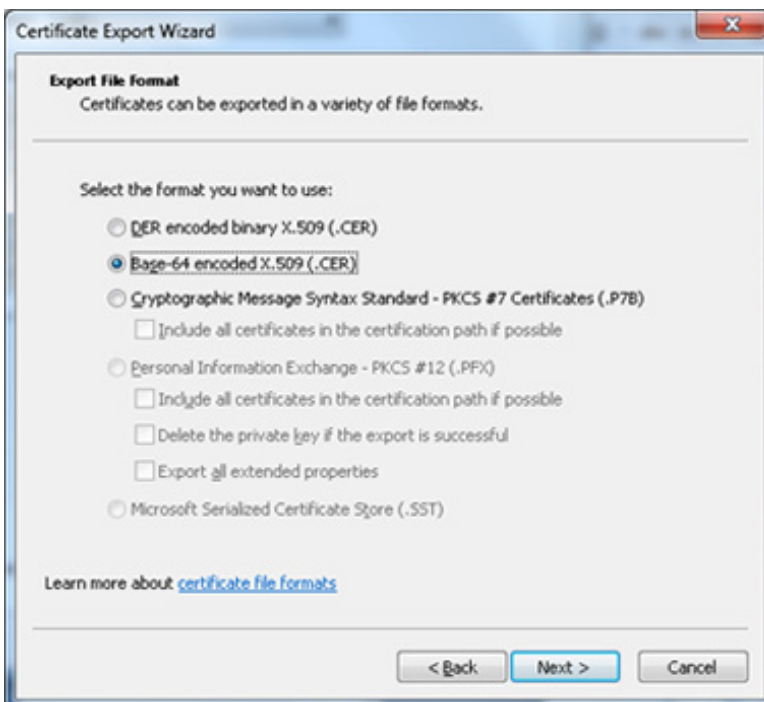 Certificate Export Wizard
Export File Format
Certificates can be exported in a variety of file formats.
Select the format you want to use:
DER encoded binary X.509 (.CER)
Base-64 encoded X.509 (.CER)
Cryptographic Message Syntax Standard - PKCS #7 Certificates (.P7B)
Include all certificates in the certification path if possible
Personal Information Exchange - PKCS #12 (.PFX)
Include all certificates in the certification path if possible
Delete the private key if the export is successful
Export all extended properties
Microsoft Serialized Certificate Store (.SST)
Learn more about certificate file formats
< Back Next > Cancel